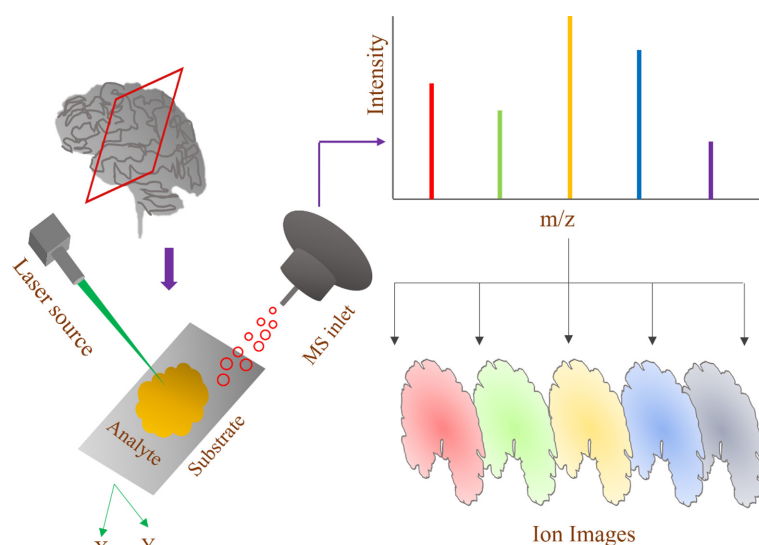 Intensity
m/z
Laser source
MS inlet
Analyte
Substrate
X
Y
Ion Images